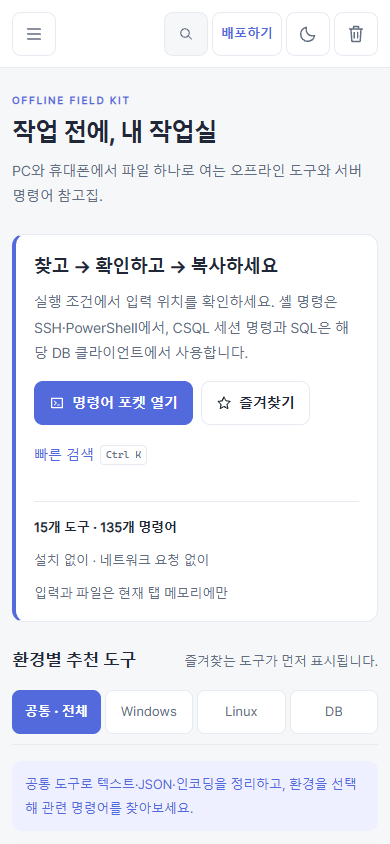 배포하기
OFFLINE FIELD KIT
작업 전에, 내 작업실
PC와 휴대폰에서 파일 하나로 여는 오프라인 도구와 서버
명령어 참고집.
찾고 → 확인하고 → 복사하세요
실행 조건에서 입력 위치를 확인하세요. 셸 명령은
SSH·PowerShell에서, CSQL 세션 명령과 SQL은 해
당 DB 클라이언트에서 사용합니다.
명령어 포켓 열기
즐겨찾기
빠른 검색 Ctrl K
15개 도구 · 135개 명령어
설치 없이 · 네트워크 요청 없이
입력과 파일은 현재 탭 메모리에만
환경별 추천 도구
즐겨찾는 도구가 먼저 표시됩니다.
공통 · 전체
Windows
Linux
DB
공통 도구로 텍스트·JSON·인코딩을 정리하고, 환경을 선택
해 관련 명령어를 찾아보세요.